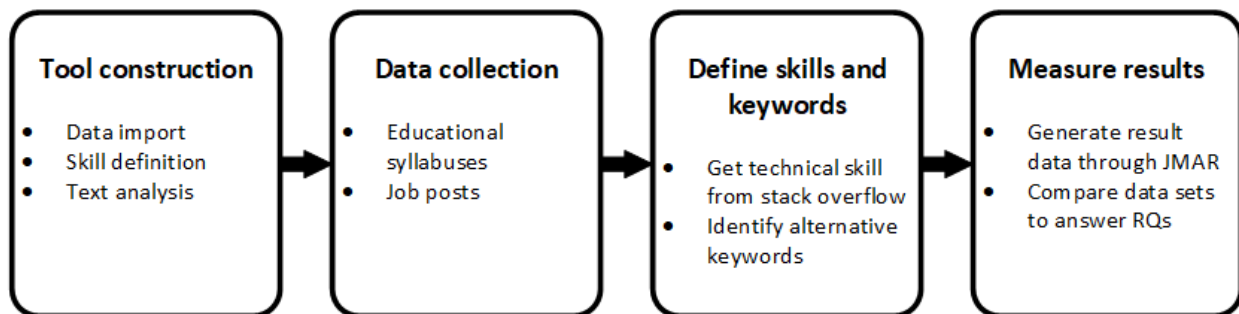 Tool construction
• Data import
• Skill definition
• Text analysis
Data collection
• Educational
syllabuses
• Job posts
Define skills and
keywords
• Get technical skill
from stack overflow
• Identify alternative
keywords
Measure results
• Generate result
data through JMAR
• Compare data sets
to answer RQs